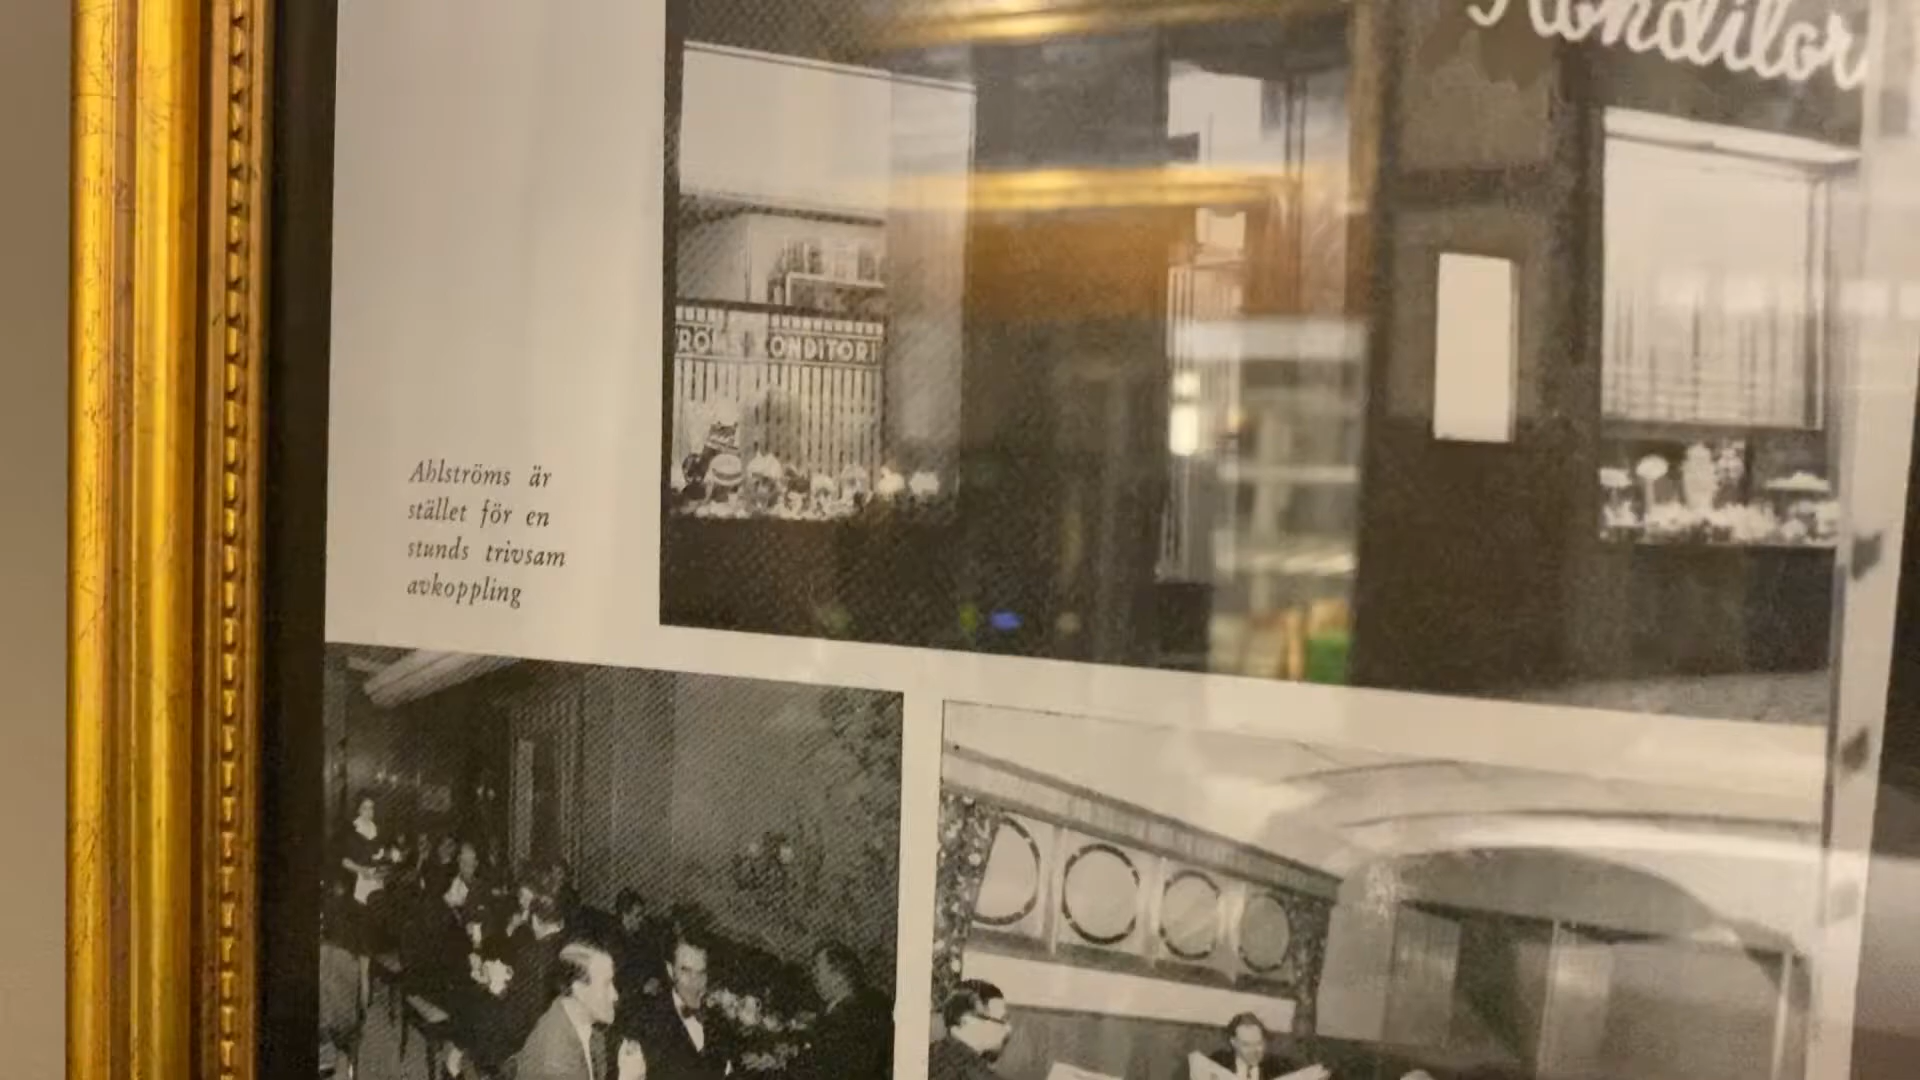 Konditori
RÖMS KONDITORI
Ahlströms är
stället för en
stunds trivsam
avkoppling